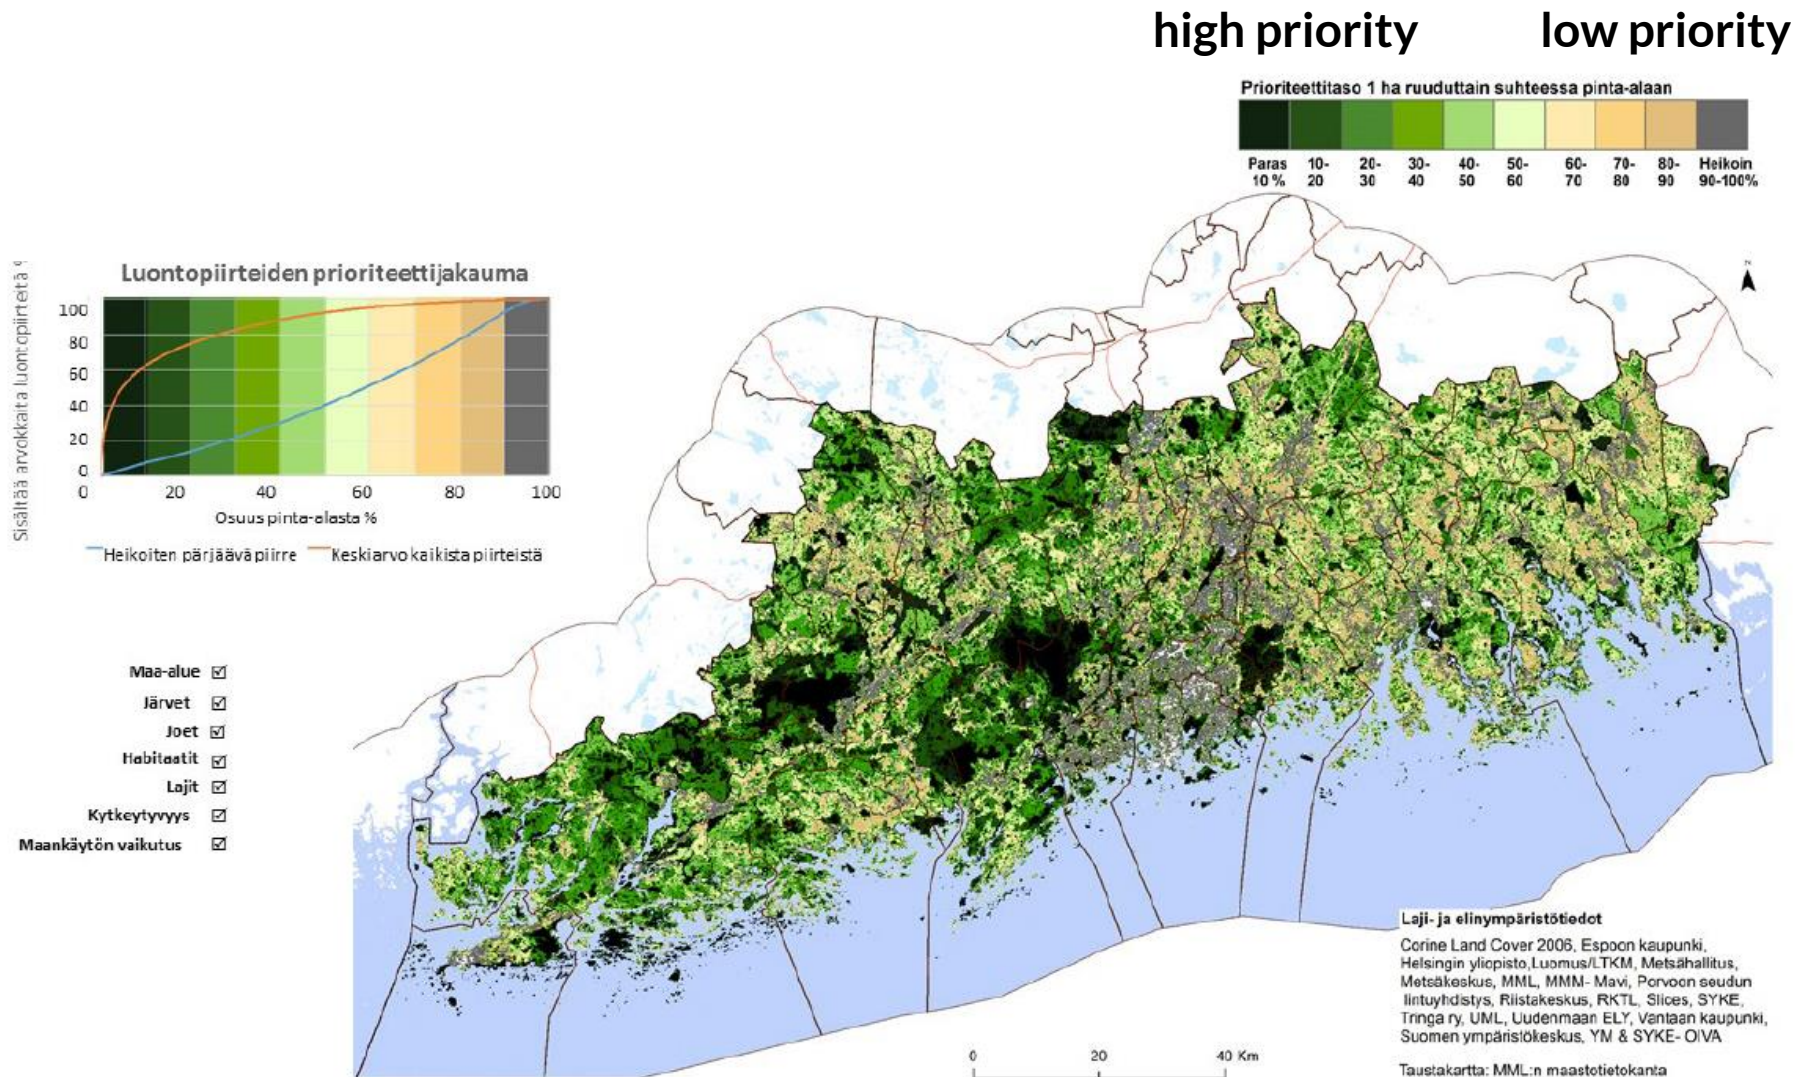 high priority low priority
Prioriteettitaso 1 ha ruuduttain suhteessa pinta-alaan
Paras 10- 20- 30- 40- 50- 60- 70- 80- Heikoin
10 % 20 30 40 50 60 70 80 90 90-100%
N
Luontopiirteiden prioriteettijakauma
Sisältää arvokkaita luontopiirteitä
100
80
60
40
20
0
0 20 40 60 80 100
Osuus pinta-alasta %
Heikoiten pärjäävä piirre Keskiarvo kaikista piirteistä
Maa-alue
Järvet
Joet
Habitaatit
Lajit
Kytkeytyvyys
Maankäytön vaikutus
Laji- ja elinympäristötiedot
Corine Land Cover 2006, Espoon kaupunki,
Helsingin yliopisto,Luomus/LTKM, Metsähallitus,
Metsäkeskus, MML, MMM- Mavi, Porvoon seudun
lintuyhdistys, Riistakeskus, RKTL, Slices, SYKE,
Tringa ry, UML, Uudenmaan ELY, Vantaan kaupunki,
Suomen ympäristökeskus, YM & SYKE- OIVA
0 20 40 Km
Taustakartta: MML:n maastotietokanta